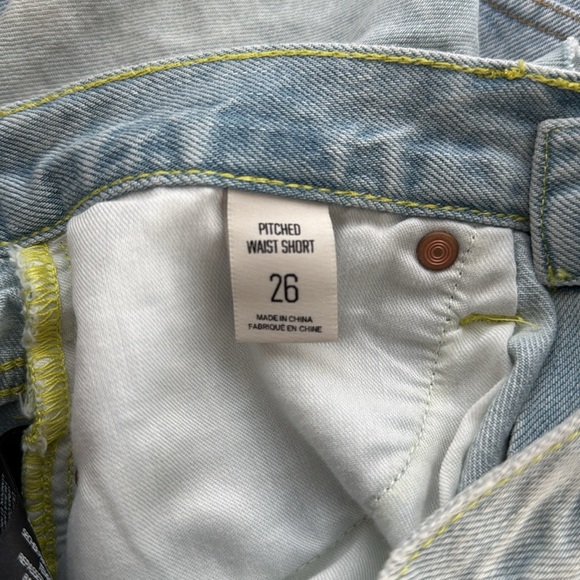 PITCHED
WAIST SHORT
26
MADE IN CHINA
FABRIQUÉ EN CHINE